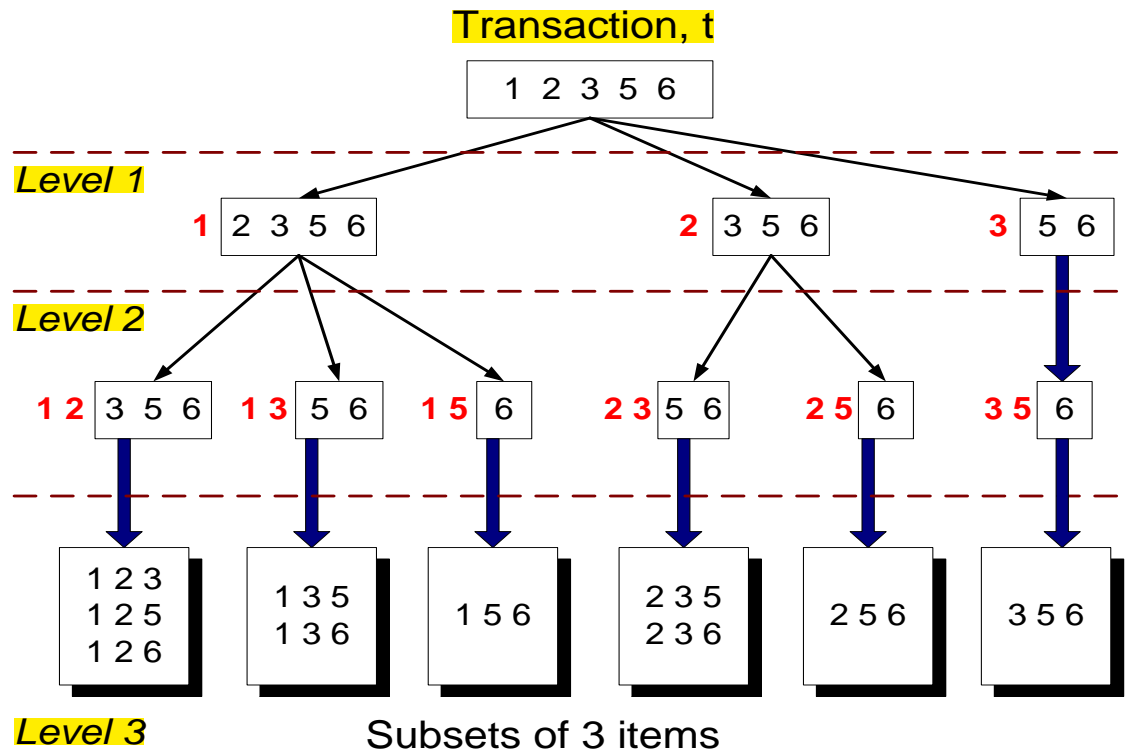 Transaction, t
1 2 3 5 6
Level 1
1 2 3 5 6
2 3 5 6
3 5 6
Level 2
1 2 3 5 6
1 3 5 6
1 5 6
2 3 5 6
2 5 6
3 5 6
1 2 3
1 2 5
1 2 6
1 3 5
1 3 6
1 5 6
2 3 5
2 3 6
2 5 6
3 5 6
Level 3
Subsets of 3 items